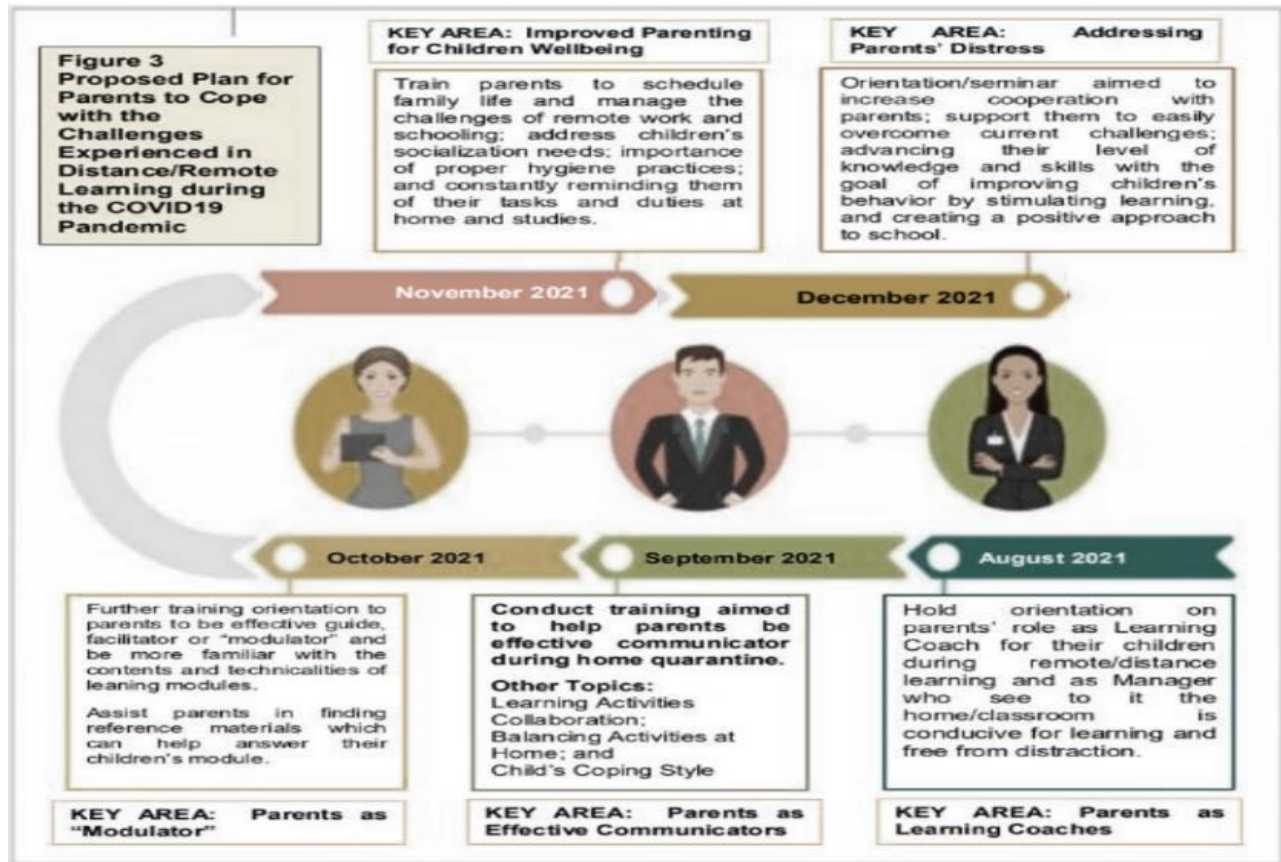 Figure 3
Proposed Plan for
Parents to Cope
with the
Challenges
Experienced in
Distance/Remote
Learning during
the COVID19
Pandemic
KEY AREA: Improved Parenting
for Children Wellbeing
Train parents to schedule
family life and manage the
challenges of remote work and
schooling; address children's
socialization needs; importance
of proper hygiene practices;
and constantly reminding them
of their tasks and duties at
home and studies.
KEY AREA: Addressing
Parents' Distress
Orientation/seminar aimed to
increase cooperation with
parents; support them to easily
overcome current challenges;
advancing their level of
knowledge and skills with the
goal of improving children's
behavior by stimulating learning,
and creating a positive approach
to school.
November 2021
December 2021
October 2021
September 2021
August 2021
Further training orientation to
parents to be effective guide,
facilitator or "modulator" and
be more familiar with the
contents and technicalities of
leaning modules.
Assist parents in finding
reference materials which
can help answer their
children's module.
KEY AREA: Parents as
"Modulator"
Conduct training aimed
to help parents be
effective communicator
during home quarantine.
Other Topics:
Learning Activities
Collaboration;
Balancing Activities at
Home; and
Child's Coping Style
KEY AREA: Parents as
Effective Communicators
Hold orientation on
parents' role as Learning
Coach for their children
during remote/distance
learning and as Manager
who see to it the
home/classroom is
conducive for learning and
free from distraction.
KEY AREA: Parents as
Learning Coaches